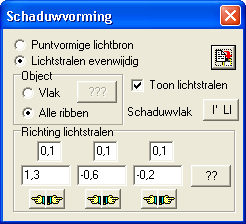 Schaduwvorming
Puntvormige lichtbron
Lichtstralen evenwijdig
Object
Vlak
???
Alle ribben
Toon lichtstralen
Schaduwvlak
l' LI
Richting lichtstralen
0,1 0,1 0,1
1,3 -0,6 -0,2 ??